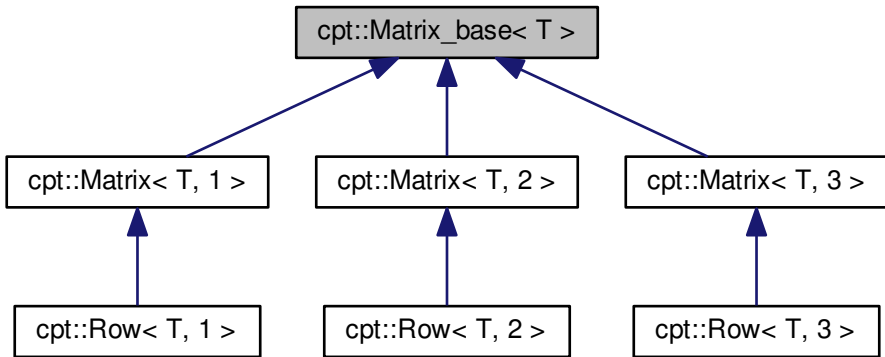 cpt::Matrix_base< T >
cpt::Matrix< T, 1 >
cpt::Matrix< T, 2 >
cpt::Matrix< T, 3 >
cpt::Row< T, 1 >
cpt::Row< T, 2 >
cpt::Row< T, 3 >